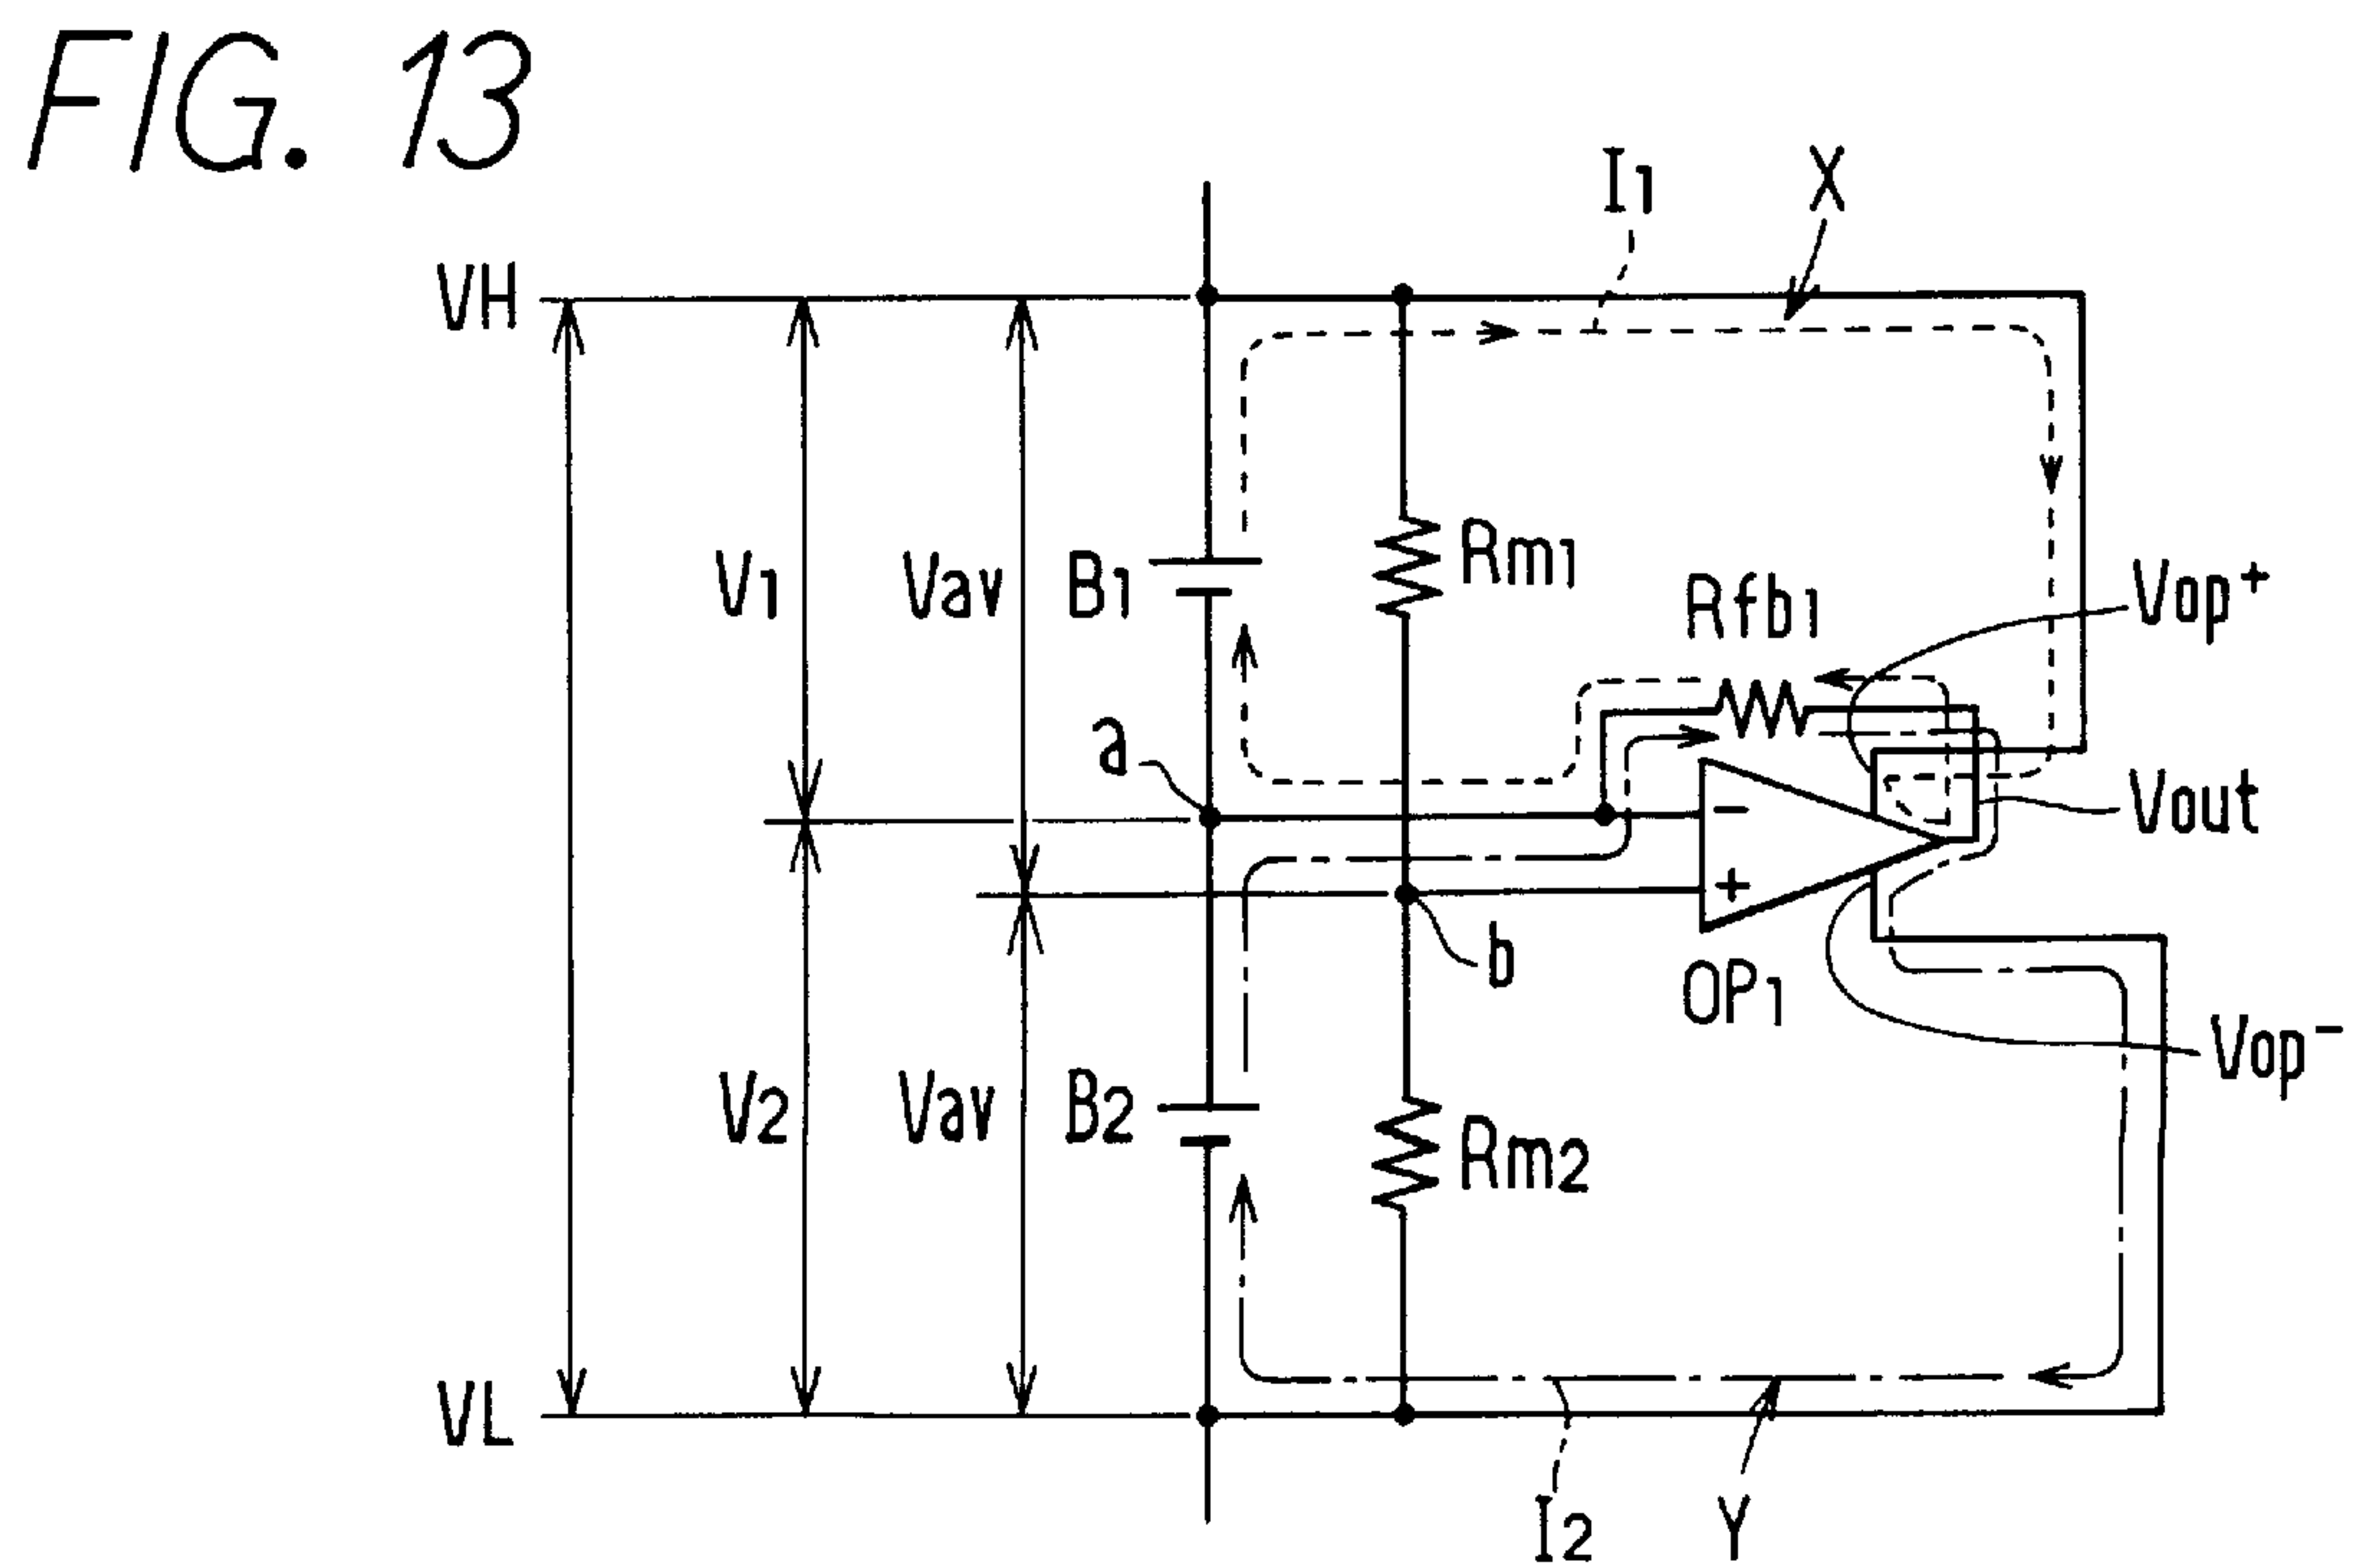 FIG. 13
I1
X
VH
V1
Vav
B1
Rm1
Rfb1
Vop+
a
Vout
-
+
b
OP1
Vop-
V2
Vav
B2
Rm2
VL
I2
Y